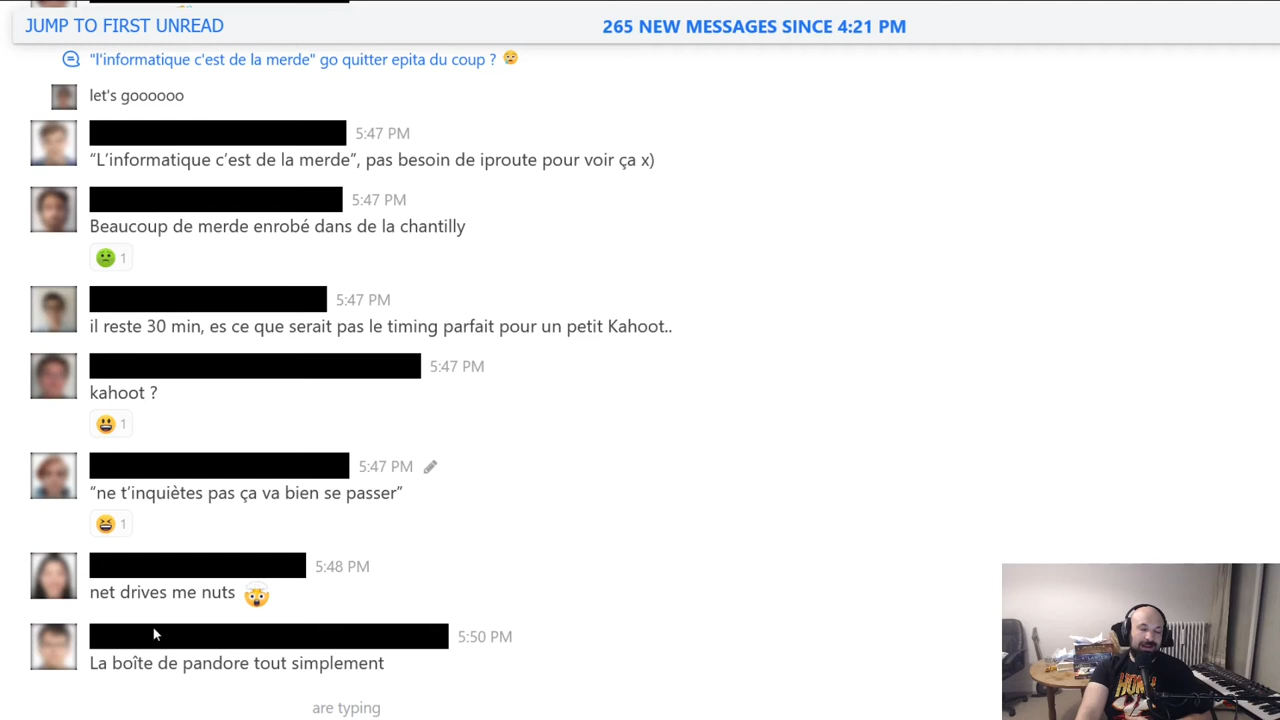 JUMP TO FIRST UNREAD
265 NEW MESSAGES SINCE 4:21 PM
"l'informatique c'est de la merde" go quitter epita du coup ?
let's goooooo
5:47 PM
“L’informatique c’est de la merde”, pas besoin de iproute pour voir ça x)
5:47 PM
Beaucoup de merde enrobé dans de la chantilly
1
5:47 PM
il reste 30 min, es ce que serait pas le timing parfait pour un petit Kahoot..
5:47 PM
kahoot ?
1
5:47 PM
“ne t’inquiètes pas ça va bien se passer”
1
5:48 PM
net drives me nuts
5:50 PM
La boîte de pandore tout simplement
are typing